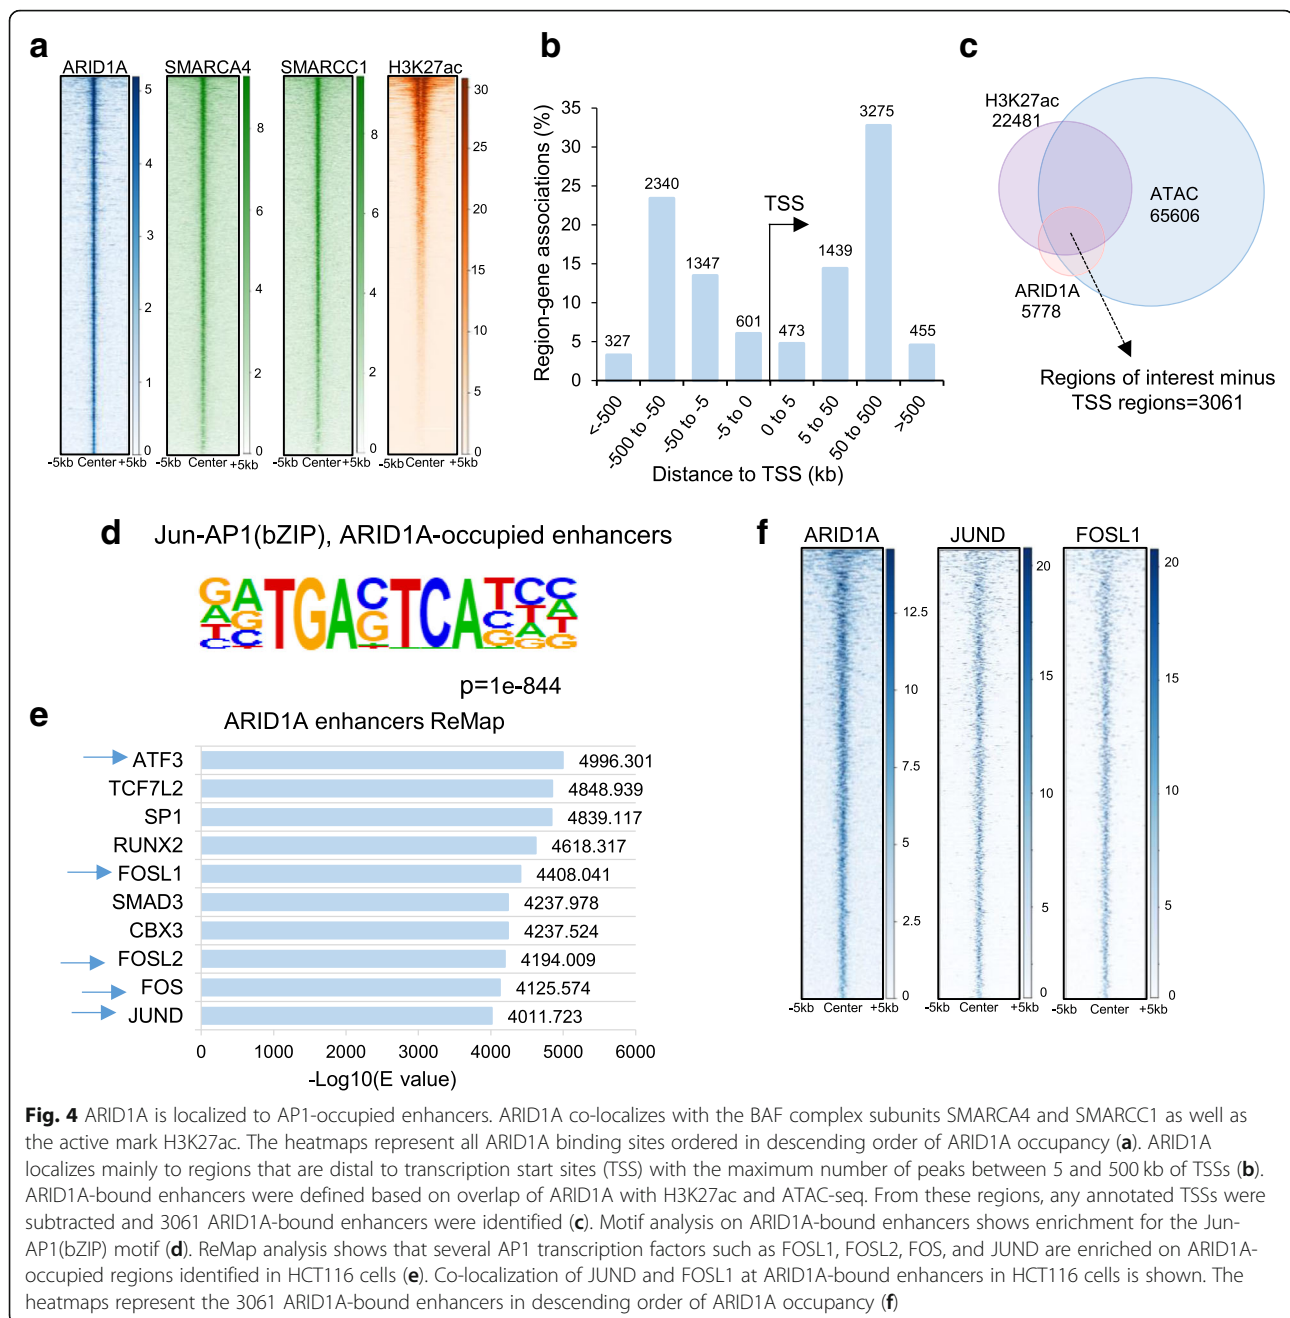 a
ARID1A
SMARCA4
SMARCC1
H3K27ac
5
4
3
2
1
0
8
6
4
2
0
8
6
4
2
0
30
25
20
15
10
5
0
-5kb Center +5kb
-5kb Center +5kb
-5kb Center +5kb
-5kb Center +5kb
b
Region-gene associations (%)
35
30
25
20
15
10
5
0
327
2340
1347
601
TSS
473
1439
3275
455
<-500
-500 to -50
-50 to -5
-5 to 0
0 to 5
5 to 50
50 to 500
>500
Distance to TSS (kb)
c
H3K27ac
22481
ATAC
65606
ARID1A
5778
Regions of interest minus
TSS regions=3061
d
Jun-AP1(bZIP), ARID1A-occupied enhancers
p=1e-844
e
ARID1A enhancers ReMap
ATF3 4996.301
TCF7L2 4848.939
SP1 4839.117
RUNX2 4618.317
FOSL1 4408.041
SMAD3 4237.978
CBX3 4237.524
FOSL2 4194.009
FOS 4125.574
JUND 4011.723
0 1000 2000 3000 4000 5000 6000
-Log10(E value)
f
ARID1A
JUND
FOSL1
12.5
10
7.5
5
2.5
0
20
15
10
5
0
20
15
10
5
0
-5kb Center +5kb
-5kb Center +5kb
-5kb Center +5kb
Fig. 4 ARID1A is localized to AP1-occupied enhancers. ARID1A co-localizes with the BAF complex subunits SMARCA4 and SMARCC1 as well as
the active mark H3K27ac. The heatmaps represent all ARID1A binding sites ordered in descending order of ARID1A occupancy (a). ARID1A
localizes mainly to regions that are distal to transcription start sites (TSS) with the maximum number of peaks between 5 and 500 kb of TSSs (b).
ARID1A-bound enhancers were defined based on overlap of ARID1A with H3K27ac and ATAC-seq. From these regions, any annotated TSSs were
subtracted and 3061 ARID1A-bound enhancers were identified (c). Motif analysis on ARID1A-bound enhancers shows enrichment for the Jun-
AP1(bZIP) motif (d). ReMap analysis shows that several AP1 transcription factors such as FOSL1, FOSL2, FOS, and JUND are enriched on ARID1A-
occupied regions identified in HCT116 cells (e). Co-localization of JUND and FOSL1 at ARID1A-bound enhancers in HCT116 cells is shown. The
heatmaps represent the 3061 ARID1A-bound enhancers in descending order of ARID1A occupancy (f)